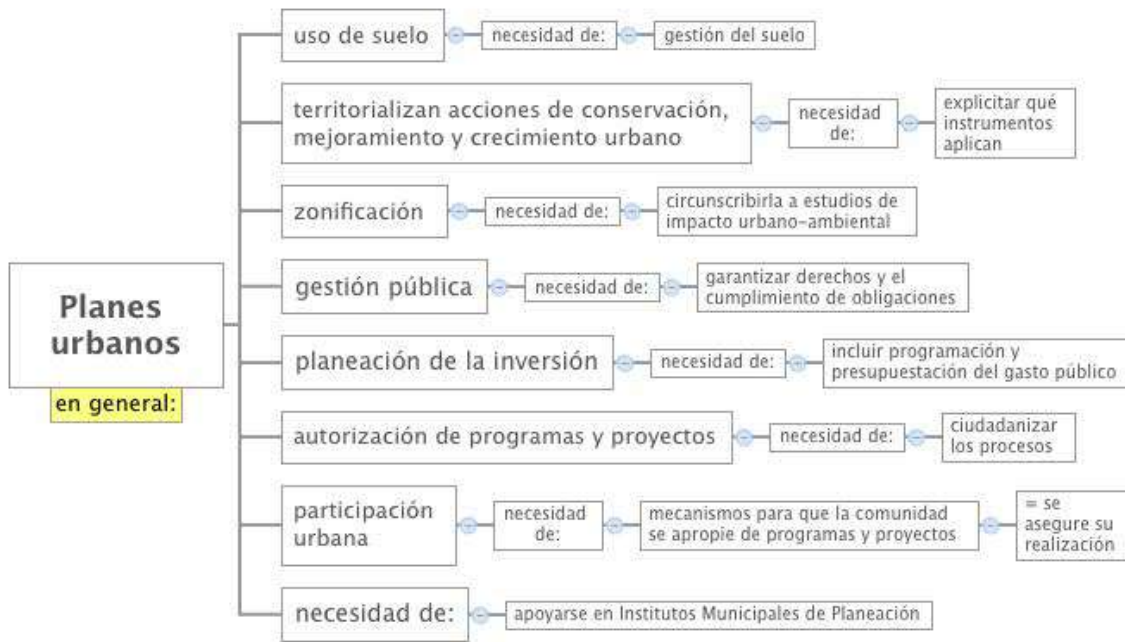 Planes
urbanos
en general:
uso de suelo
necesidad de:
gestión del suelo
territorializan acciones de conservación,
mejoramiento y crecimiento urbano
necesidad
de:
explicitar qué
instrumentos
aplican
zonificación
necesidad de:
circunscribirla a estudios de
impacto urbano-ambiental
gestión pública
necesidad de:
garantizar derechos y el
cumplimiento de obligaciones
planeación de la inversión
necesidad de:
incluir programación y
presupuestación del gasto público
autorización de programas y proyectos
necesidad de:
ciudadanizar
los procesos
participación
urbana
necesidad
de:
mecanismos para que la comunidad
se apropie de programas y proyectos
= se
asegure su
realización
necesidad de:
apoyarse en Institutos Municipales de Planeación